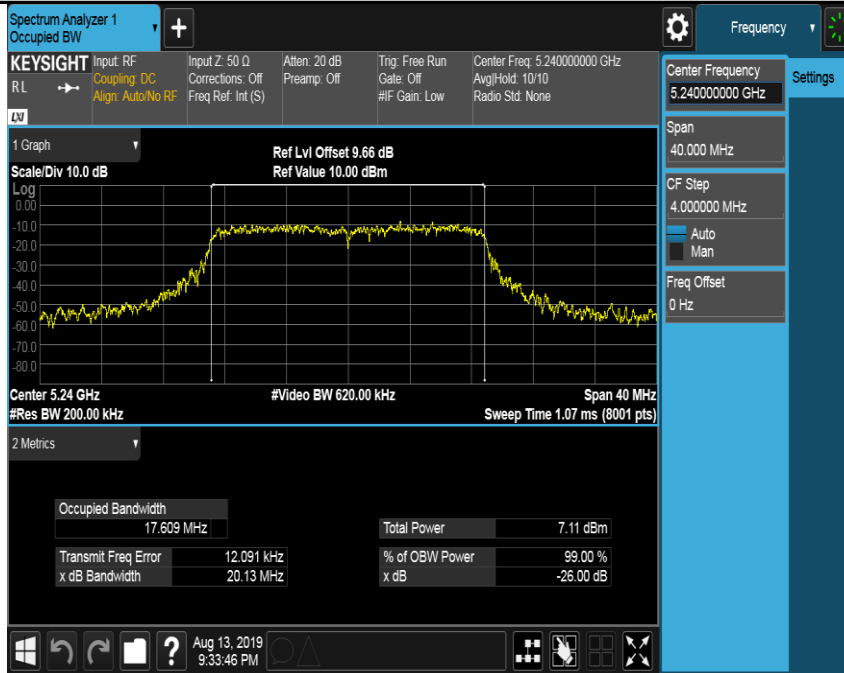 Spectrum Analyzer 1
Occupied BW
+
Frequency
KEYSIGHT
RL
LXI
Input: RF
Coupling: DC
Align: Auto/No RF
Input Z: 50 Ω
Corrections: Off
Freq Ref: Int (S)
Atten: 20 dB
Preamp: Off
Trig: Free Run
Gate: Off
#IF Gain: Low
Center Freq: 5.240000000 GHz
Avg|Hold: 10/10
Radio Std: None
Center Frequency
5.240000000 GHz
Settings
Span
40.000 MHz
CF Step
4.000000 MHz
Auto
Man
Freq Offset
0 Hz
1 Graph
Scale/Div 10.0 dB
Ref Lvl Offset 9.66 dB
Ref Value 10.00 dBm
Log
0.00
-10.0
-20.0
-30.0
-40.0
-50.0
-60.0
-70.0
-80.0
Center 5.24 GHz
#Video BW 620.00 kHz
Span 40 MHz
#Res BW 200.00 kHz
Sweep Time 1.07 ms (8001 pts)
2 Metrics
Occupied Bandwidth
17.609 MHz
Total Power 7.11 dBm
Transmit Freq Error 12.091 kHz
% of OBW Power 99.00 %
x dB Bandwidth 20.13 MHz
x dB -26.00 dB
?
Aug 13, 2019
9:33:46 PM